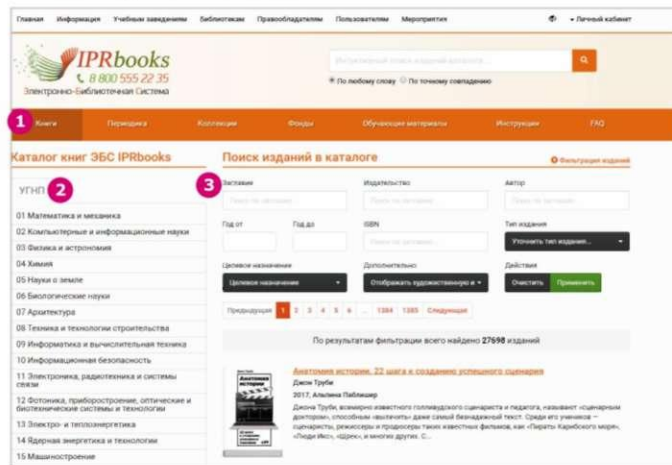 Главная Информация Учебным заведениям Библиотекам Правообладателям Пользователям Мероприятия Личный кабинет
IPRbooks
8 800 555 22 35
Электронно-Библиотечная Система
По любому слову По точному совпадению
1 Книги Периодика Коллекции Фонды Обучающие материалы Инструкции FAQ
Каталог книг ЭБС IPRbooks
УГНП 2
01 Математика и механика
02 Компьютерные и информационные науки
03 Физика и астрономия
04 Химия
05 Науки о земле
06 Биологические науки
07 Архитектура
08 Техника и технологии строительства
09 Информатика и вычислительная техника
10 Информационная безопасность
11 Электроника, радиотехника и системы
связи
12 Фотоника, приборостроение, оптические и
биотехнические системы и технологии
13 Электро- и теплоэнергетика
14 Ядерная энергетика и технологии
15 Машиностроение
Поиск изданий в каталоге Фильтрация изданий
3 Заглавие Издательство Автор
Год от Год до ISBN Тип издания
Уточнить тип издания...
Целевое назначение Дополнительно Действия
Целевое назначение Отображать художественную и Очистить Применить
Предыдущая 1 2 3 4 5 6 ... 1384 1385 Следующая
По результатам фильтрации всего найдено 27698 изданий
Анатомия истории. 22 шага к созданию успешного сценария
Джон Труби
2017, Альпина Паблишер
Джона Труби, всемирно известного голливудского сценариста и педагога, называют «сценарным
доктором», способным «вылечить» даже самый безнадежный текст. Среди его учеников —
сценаристы, режиссеры и продюсеры таких известных фильмов, как «Пираты Карибского моря»,
«Люди Икс», «Шрек», и многих других. С...
Анатомия
истории